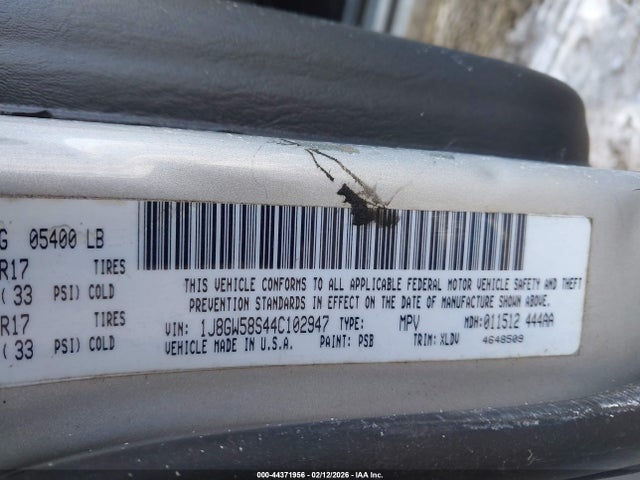 G 05400 LB
R17 TIRES
( 33 PSI) COLD
R17 TIRES
( 33 PSI) COLD
THIS VEHICLE CONFORMS TO ALL APPLICABLE FEDERAL MOTOR VEHICLE SAFETY AND THEFT
PREVENTION STANDARDS IN EFFECT ON THE DATE OF MANUFACTURE SHOWN ABOVE.
VIN: 1J8GW58S44C102947 TYPE: MPV MDH:011512 444AA
VEHICLE MADE IN U.S.A. PAINT: PSB TRIM: XLDV 4648509
000-44371956 - 02/12/2026 - IAA Inc.